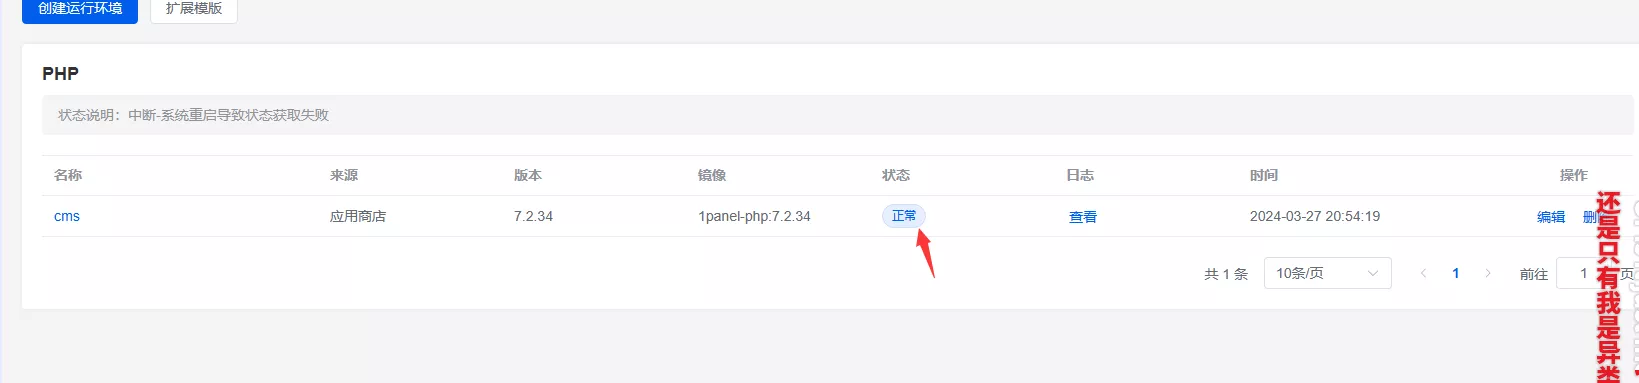 创建运行环境 扩展模版
PHP
状态说明：中断-系统重启导致状态获取失败
名称 来源 版本 镜像 状态 日志 时间 操作
cms 应用商店 7.2.34 1panel-php:7.2.34 正常 查看 2024-03-27 20:54:19 编辑
共 1 条 10条/页 1 前往 1 页
还是只有我是异类